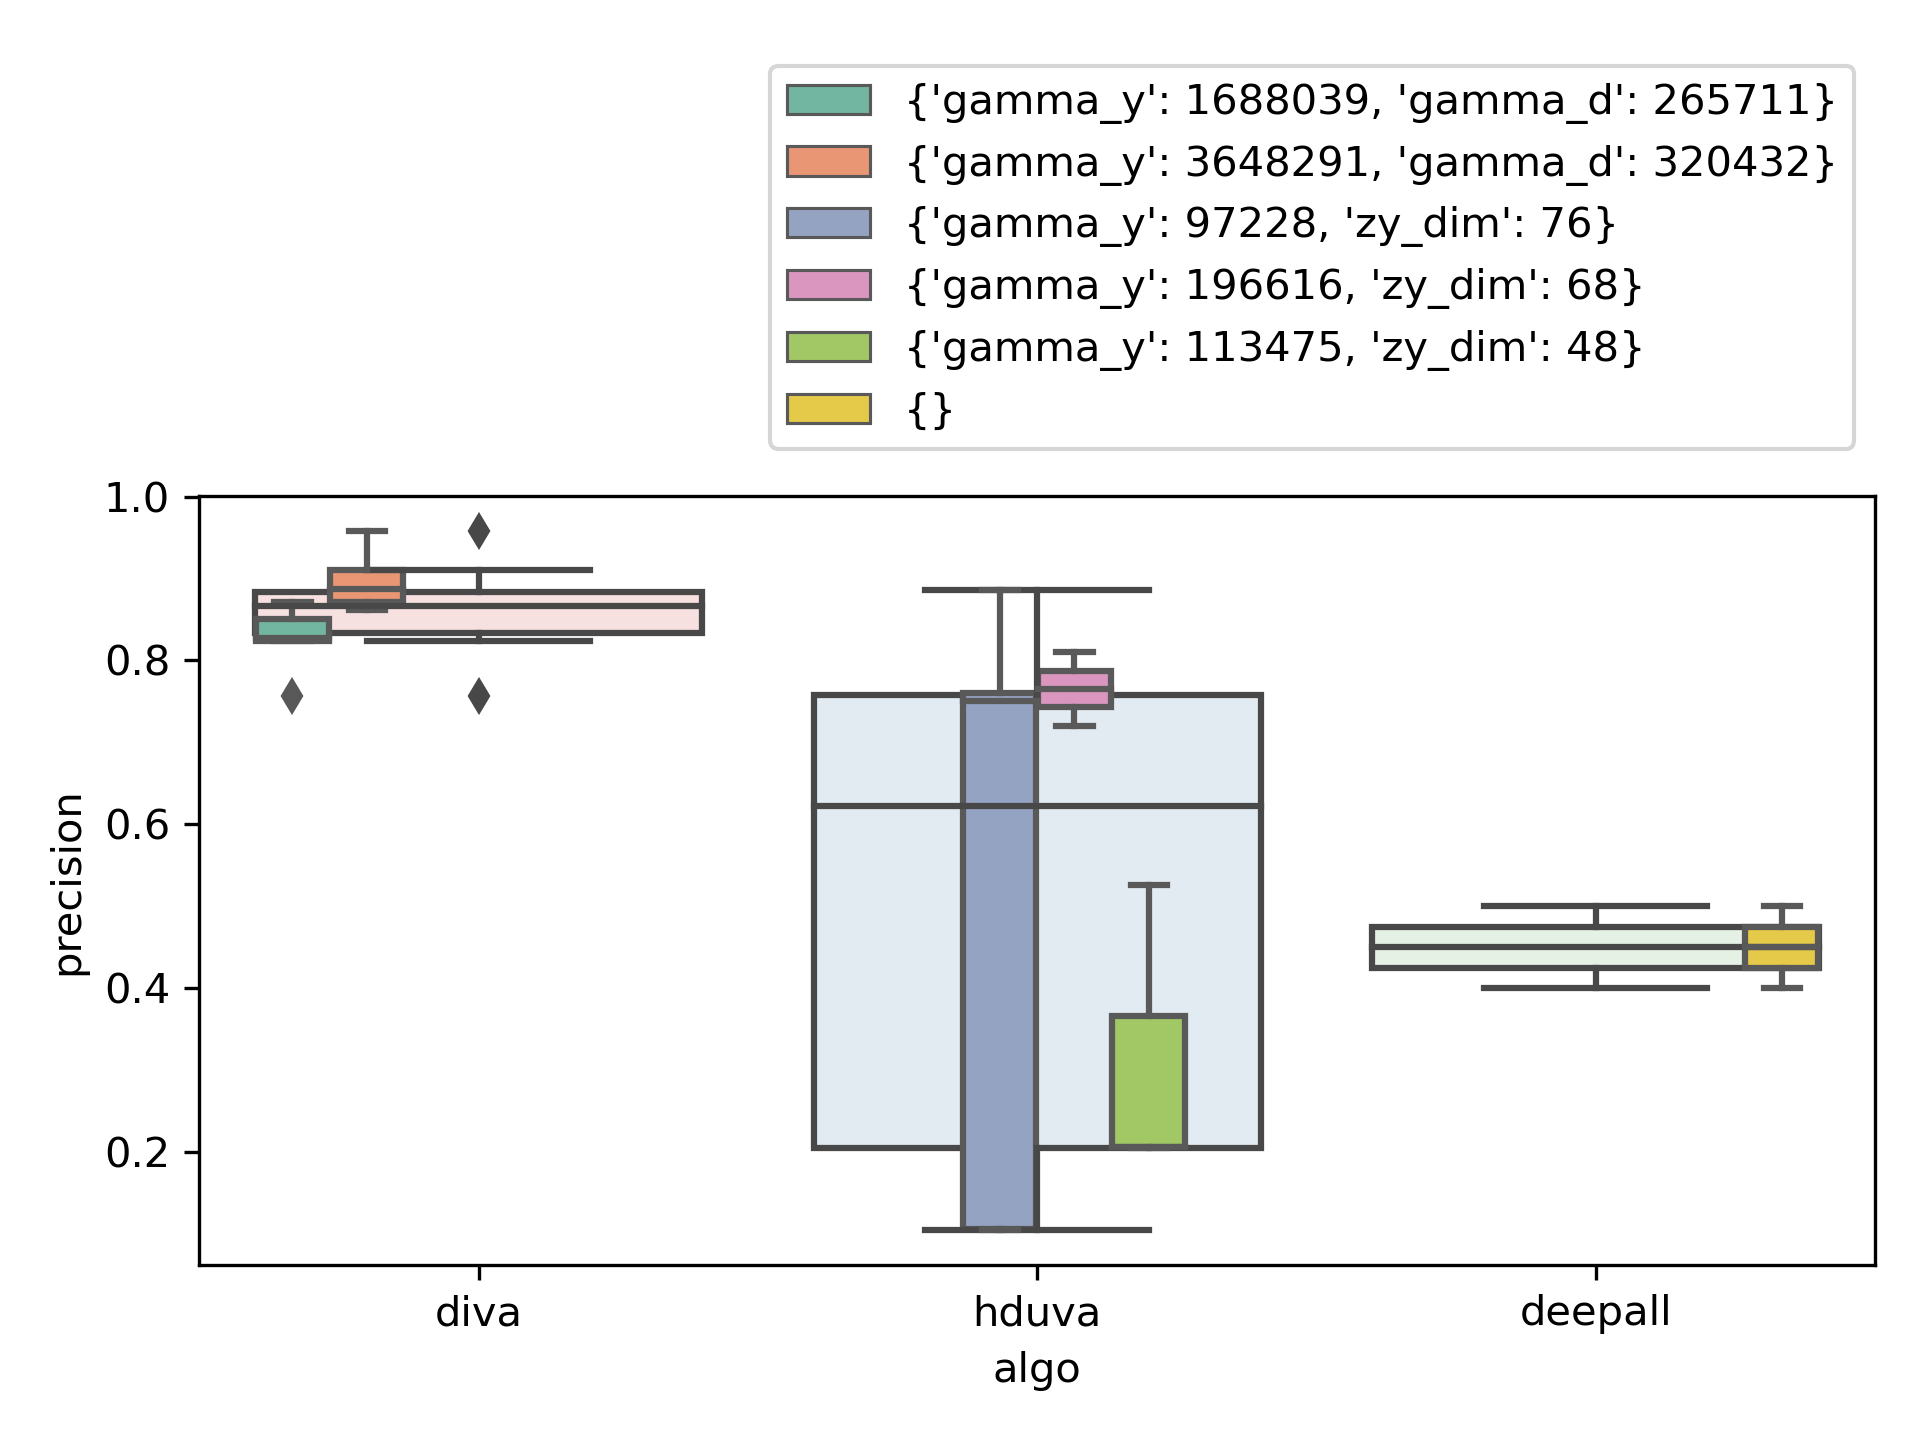 {'gamma_y': 1688039, 'gamma_d': 265711}
{'gamma_y': 3648291, 'gamma_d': 320432}
{'gamma_y': 97228, 'zy_dim': 76}
{'gamma_y': 196616, 'zy_dim': 68}
{'gamma_y': 113475, 'zy_dim': 48}
{}
1.0
0.8
0.6
0.4
0.2
precision
diva
hduva
deepall
algo